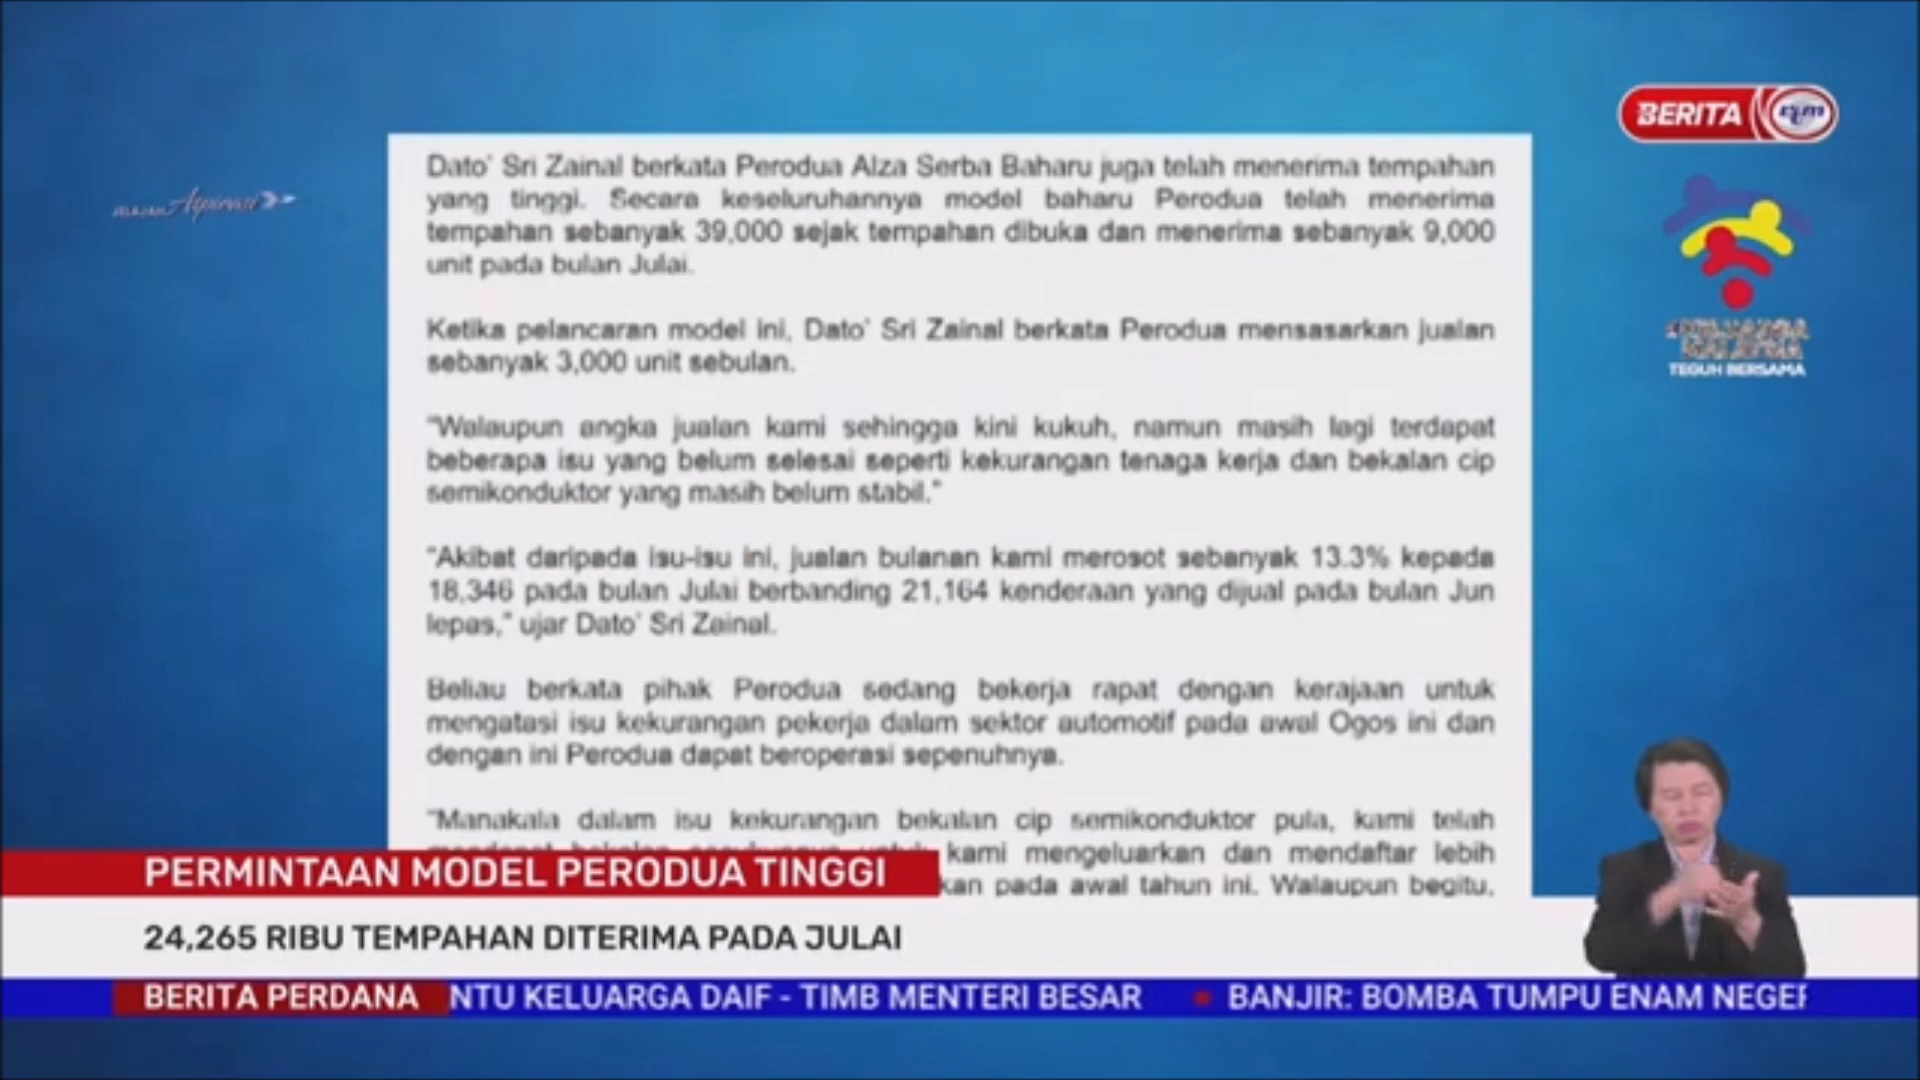 BERITA rtm
Aspirasi
Dato' Sri Zainal berkata Perodua Alza Serba Baharu juga telah menerima tempahan
yang tinggi. Secara keseluruhannya model baharu Perodua telah menerima
tempahan sebanyak 39,000 sejak tempahan dibuka dan menerima sebanyak 9,000
unit pada bulan Julai.
Ketika pelancaran model ini, Dato' Sri Zainal berkata Perodua mensasarkan jualan
sebanyak 3,000 unit sebulan.
"Walaupun angka jualan kami sehingga kini kukuh, namun masih lagi terdapat
beberapa isu yang belum selesai seperti kekurangan tenaga kerja dan bekalan cip
semikonduktor yang masih belum stabil."
"Akibat daripada isu-isu ini, jualan bulanan kami merosot sebanyak 13.3% kepada
18,346 pada bulan Julai berbanding 21,164 kenderaan yang dijual pada bulan Jun
lepas," ujar Dato' Sri Zainal.
Beliau berkata pihak Perodua sedang bekerja rapat dengan kerajaan untuk
mengatasi isu kekurangan pekerja dalam sektor automotif pada awal Ogos ini dan
dengan ini Perodua dapat beroperasi sepenuhnya.
"Manakala dalam isu kekurangan bekalan cip semikonduktor pula, kami telah
kami mengeluarkan dan mendaftar lebih
kan pada awal tahun ini. Walaupun begitu,
KELUARGA
MALAYSIA
TEGUH BERSAMA
PERMINTAAN MODEL PERODUA TINGGI
24,265 RIBU TEMPAHAN DITERIMA PADA JULAI
BERITA PERDANA NTU KELUARGA DAIF - TIMB MENTERI BESAR BANJIR: BOMBA TUMPU ENAM NEGER